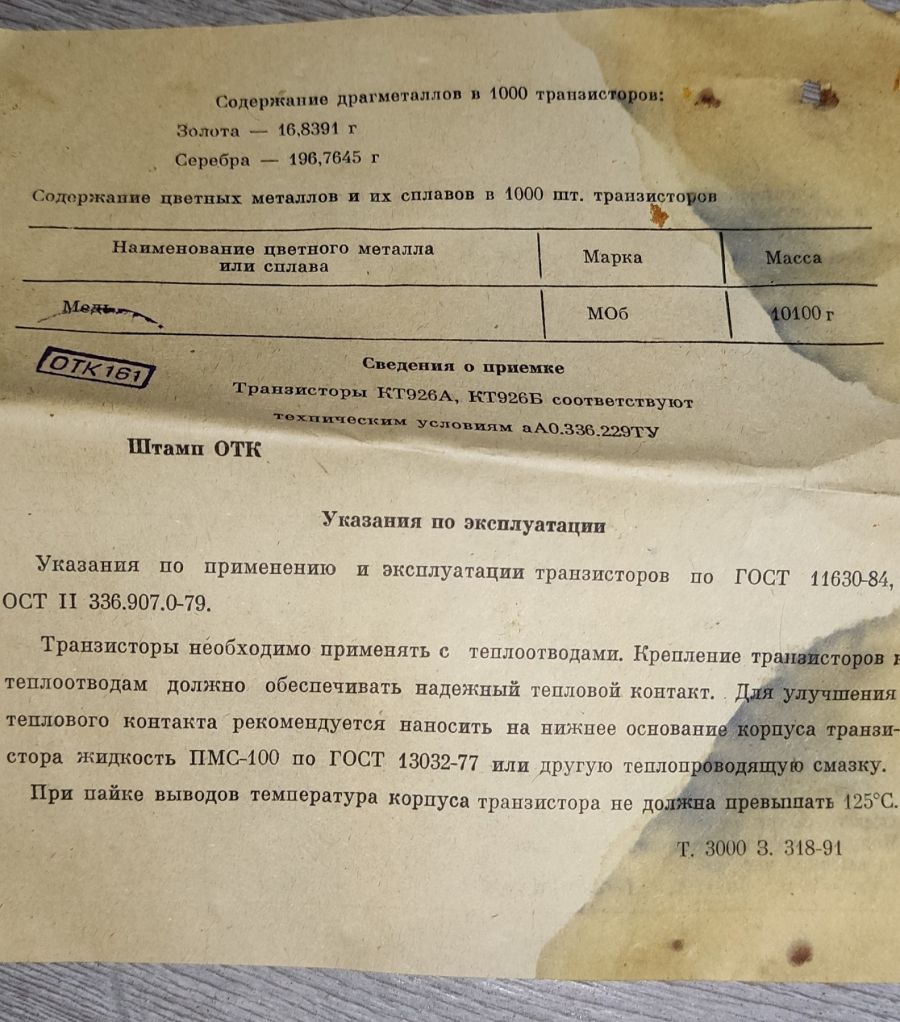 Содержание драгметаллов в 1000 транзисторов:
Золота — 16,8391 г
Серебра — 196,7645 г
Содержание цветных металлов и их сплавов в 1000 шт. транзисторов
Наименование цветного металла
или сплава
Марка
Масса
Медь
МОб
10100 г
Сведения о приемке
ОТК161
Транзисторы КТ926А, КТ926Б соответствуют
техническим условиям аА0.336.229ТУ
Штамп ОТК
Указания по эксплуатации
Указания по применению и эксплуатации транзисторов по ГОСТ 11630-84,
ОСТ II 336.907.0-79.
Транзисторы необходимо применять с теплоотводами. Крепление транзисторов к
теплоотводам должно обеспечивать надежный тепловой контакт. Для улучшения
теплового контакта рекомендуется наносить на нижнее основание корпуса транзи-
стора жидкость ПМС-100 по ГОСТ 13032-77 или другую теплопроводящую смазку.
При пайке выводов температура корпуса транзистора не должна превышать 125°С.
Т. 3000 З. 318-91